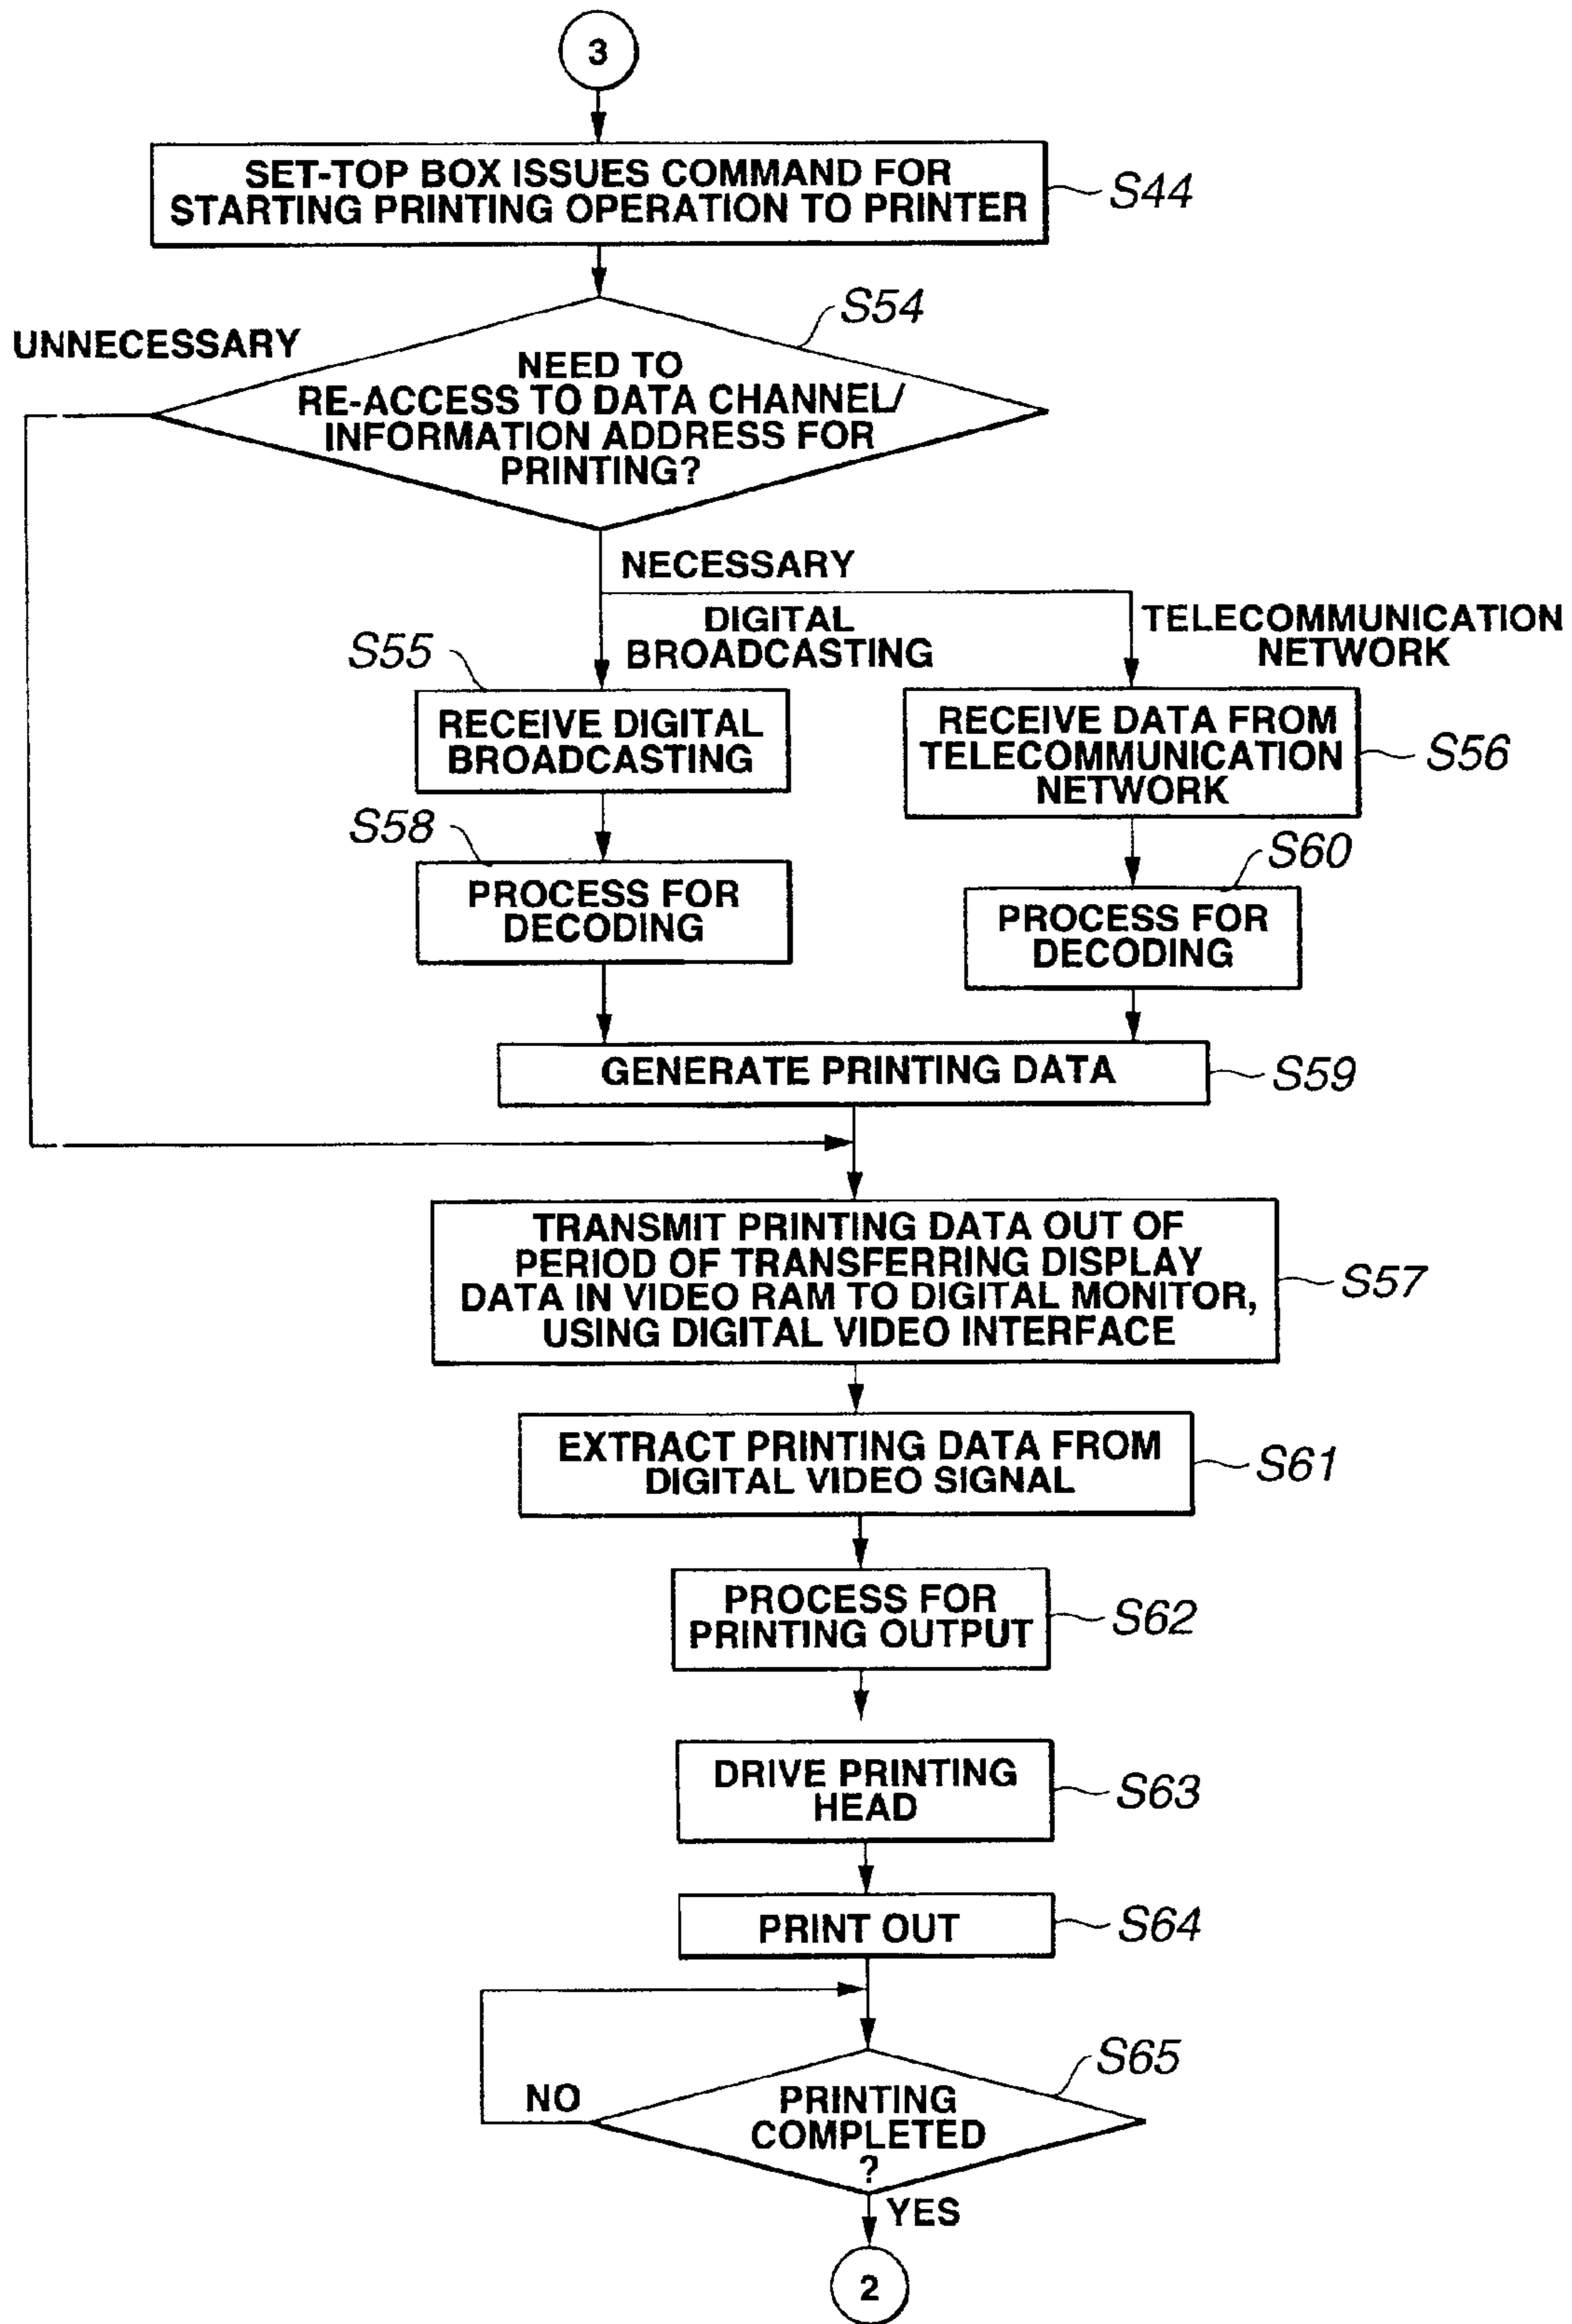 3
SET-TOP BOX ISSUES COMMAND FOR
STARTING PRINTING OPERATION TO PRINTER
S44
S54
UNNECESSARY
NEED TO
RE-ACCESS TO DATA CHANNEL/
INFORMATION ADDRESS FOR
PRINTING?
NECESSARY
DIGITAL
BROADCASTING
TELECOMMUNICATION
NETWORK
S55
RECEIVE DIGITAL
BROADCASTING
RECEIVE DATA FROM
TELECOMMUNICATION
NETWORK
S56
S58
PROCESS FOR
DECODING
S60
PROCESS FOR
DECODING
GENERATE PRINTING DATA
S59
TRANSMIT PRINTING DATA OUT OF
PERIOD OF TRANSFERRING DISPLAY
DATA IN VIDEO RAM TO DIGITAL MONITOR,
USING DIGITAL VIDEO INTERFACE
S57
EXTRACT PRINTING DATA FROM
DIGITAL VIDEO SIGNAL
S61
PROCESS FOR
PRINTING OUTPUT
S62
DRIVE PRINTING
HEAD
S63
PRINT OUT
S64
S65
NO
PRINTING
COMPLETED
?
YES
2